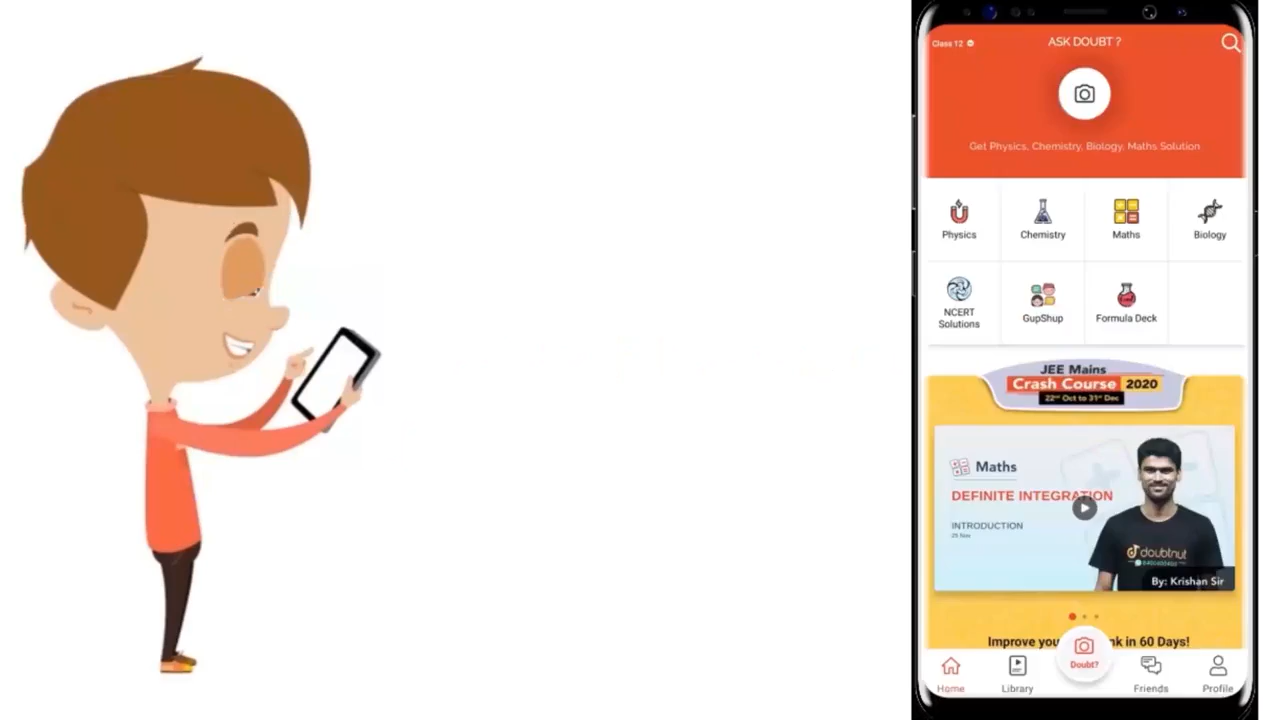 Class 12
ASK DOUBT ?
Get Physics, Chemistry, Biology, Maths Solution
Physics
Chemistry
Maths
Biology
NCERT
Solutions
GupShup
Formula Deck
JEE Mains
Crash Course 2020
22nd Oct to 31st Dec
Maths
DEFINITE INTEGRATION
INTRODUCTION
doubtnut
By: Krishan Sir
Improve you nk in 60 Days!
Doubt?
Home
Library
Friends
Profile